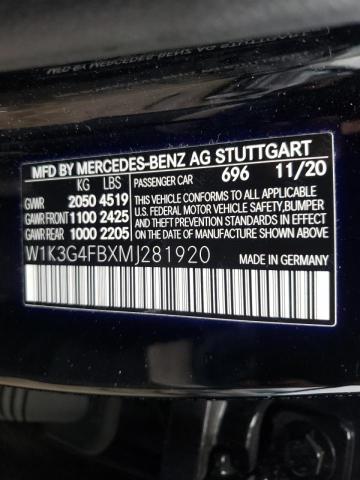 MFD BY MERCEDES-BENZ AG STUTTGART
KG LBS
PASSENGER CAR 696 11/20
GVWR 2050 4519
GAWR FRONT 1100 2425
GAWR REAR 1000 2205
THIS VEHICLE CONFORMS TO ALL APPLICABLE
U.S. FEDERAL MOTOR VEHICLE SAFETY, BUMPER
AND THEFT PREVENTION STANDARDS
IN EFFECT ON THE DATE OF MANUFACTURE
SHOWN ABOVE.
W1K3G4FBXMJ281920
MADE IN GERMANY